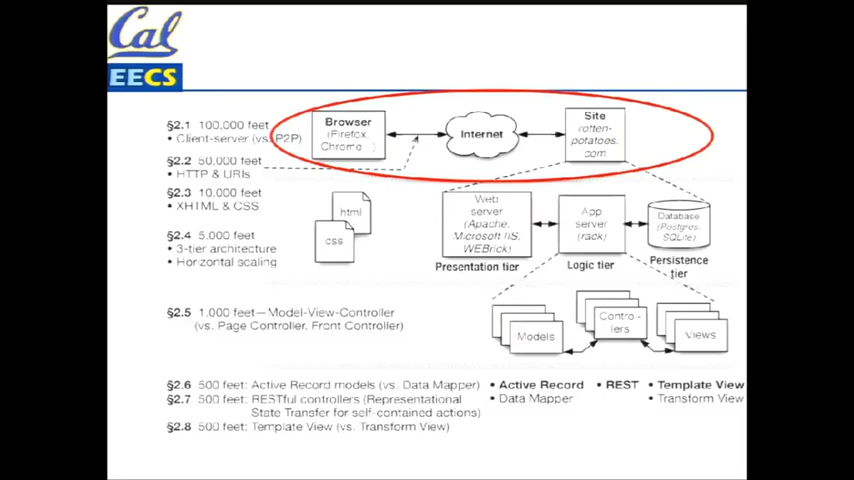 Cal
EECS
§2.1 100,000 feet
• Client-server (vs. P2P)
§2.2 50,000 feet
• HTTP & URIs
§2.3 10,000 feet
• XHTML & CSS
§2.4 5,000 feet
• 3-tier architecture
• Horizontal scaling
Browser
(Firefox,
Chrome...)
Internet
Site
(rotten-
potatoes.
com
html
css
Web
server
(Apache,
Microsoft IIS,
WEBrick)
Presentation tier
App
server
(rack)
Logic tier
Database
(Postgres,
SQLite)
Persistence
tier
§2.5 1,000 feet—Model-View-Controller
(vs. Page Controller, Front Controller)
Models
Contro-
llers
Views
§2.6 500 feet: Active Record models (vs. Data Mapper)
§2.7 500 feet: RESTful controllers (Representational
State Transfer for self-contained actions)
§2.8 500 feet: Template View (vs. Transform View)
• Active Record
• Data Mapper
• REST
• Template View
• Transform View